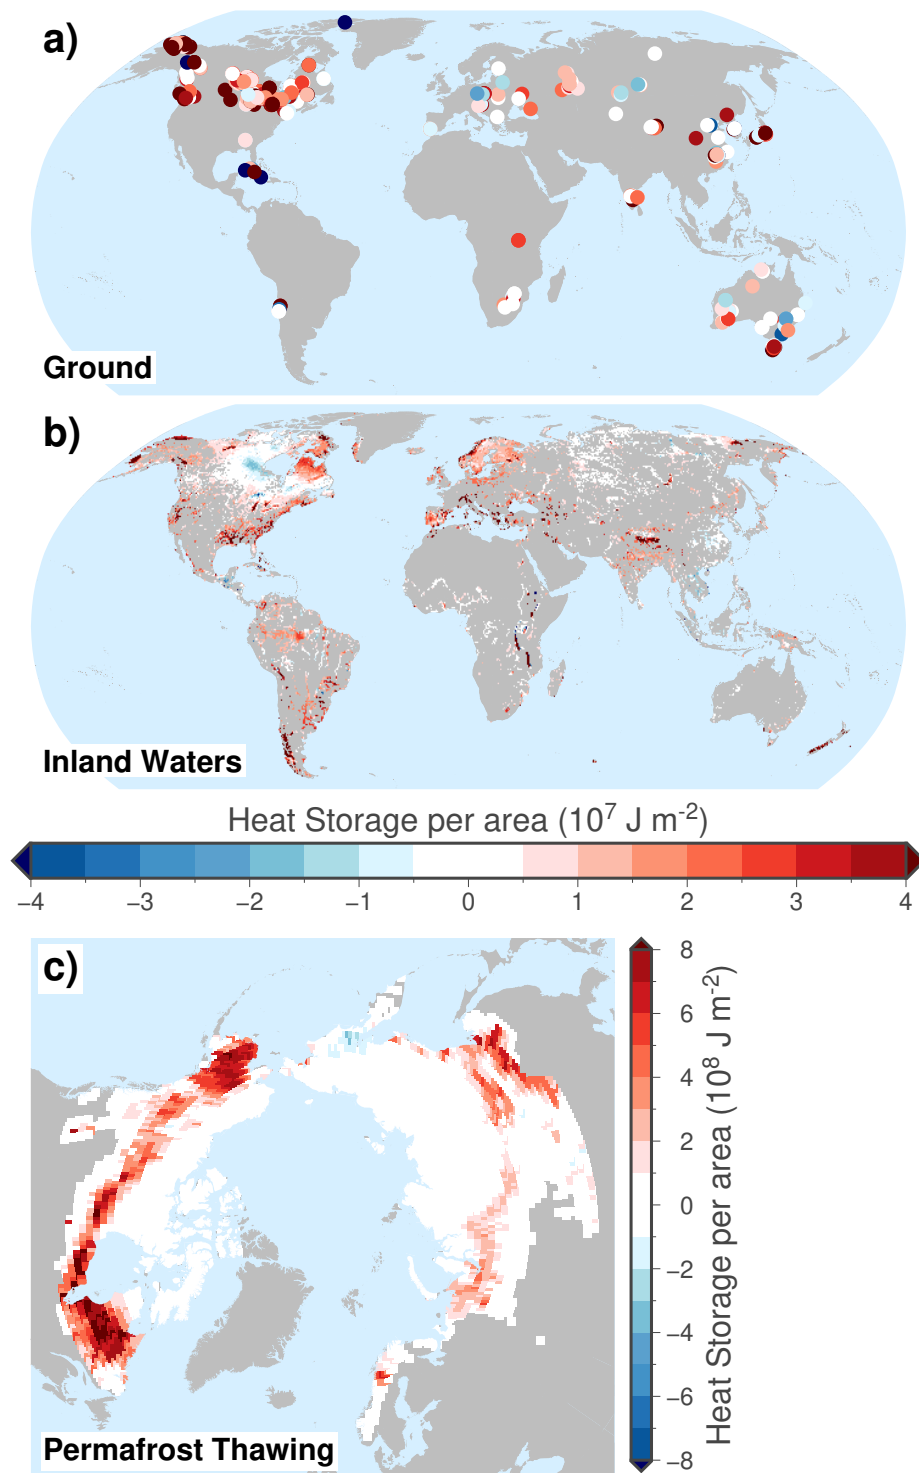 a)
Ground
b)
Inland Waters
Heat Storage per area (10⁷ J m⁻²)
−4 −3 −2 −1 0 1 2 3 4
c)
8
6
4
2
0
−2
−4
−6
−8
Heat Storage per area (10⁸ J m⁻²)
Permafrost Thawing